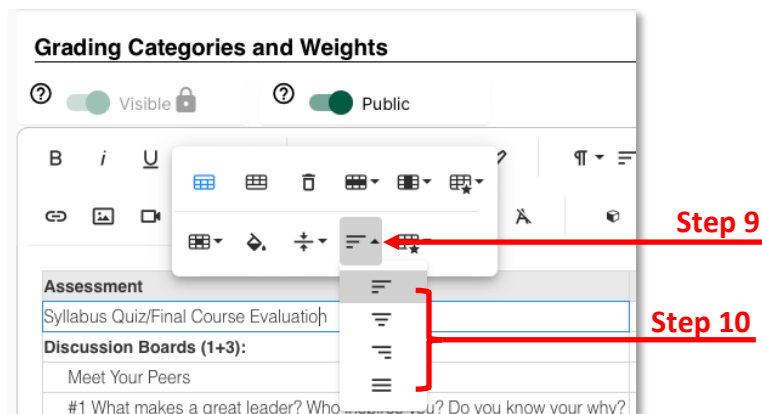 Grading Categories and Weights
Visible
Public
B i U
Step 9
Assessment
Syllabus Quiz/Final Course Evaluation
Step 10
Discussion Boards (1+3):
Meet Your Peers
#1 What makes a great leader? Who inspires you? Do you know your why?